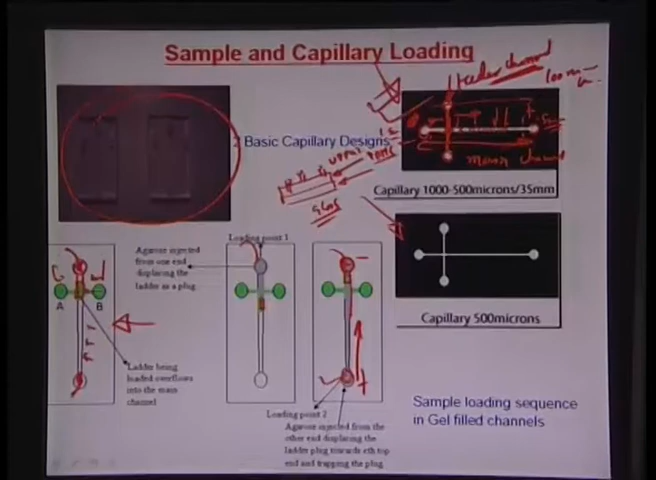 Sample and Capillary Loading
Feeder channel
2 Basic Capillary Designs
main channel
PDMS
Glass
Capillary 1000-500microns/35mm
Agarose injected
from one end
displacing the
ladder as a plug
Loading point 1
A
B
Capillary 500microns
Ladder being
loaded overflows
into the main
channel
Loading point 2
Agarose injected from the
other end displacing the
ladder plug towards eth top
end and trapping the plug
Sample loading sequence
in Gel filled channels